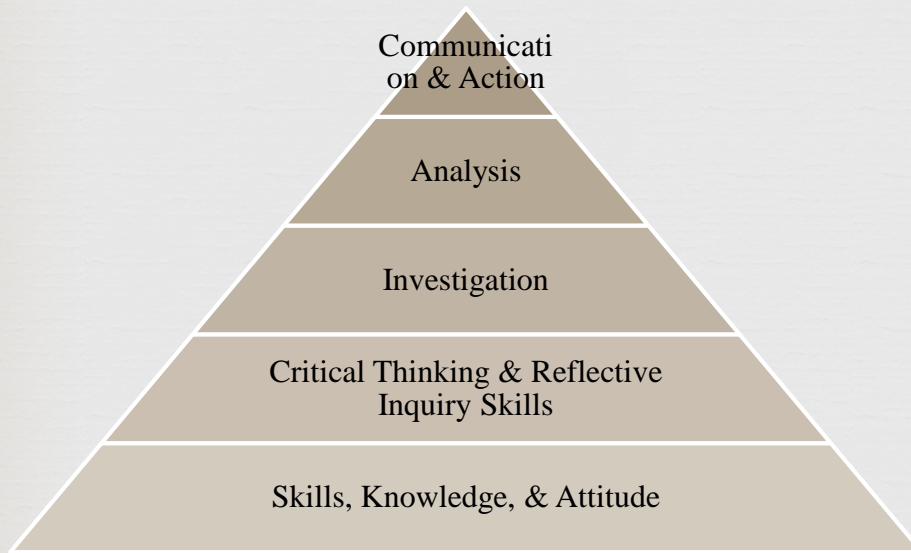 Communicati
on & Action
Analysis
Investigation
Critical Thinking & Reflective
Inquiry Skills
Skills, Knowledge, & Attitude